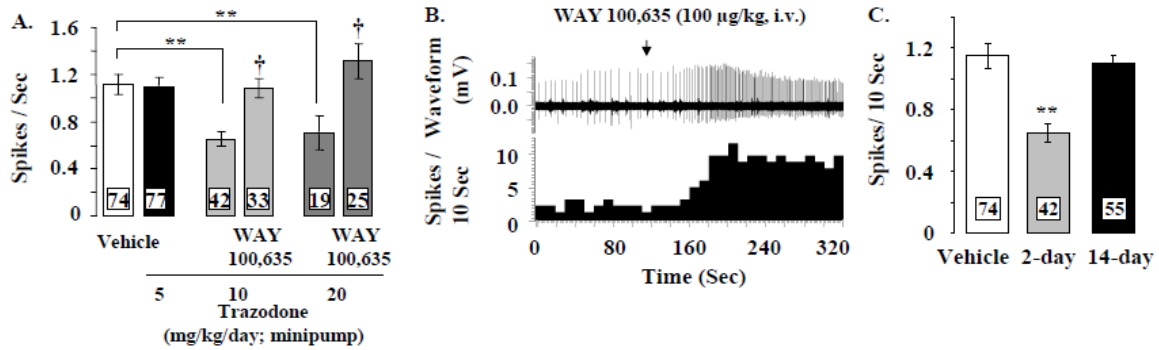 A.
Spikes / Sec
1.6
1.2
0.8
0.4
0
**
**
†
†
74
77
42
33
19
25
Vehicle
WAY
100,635
WAY
100,635
5
10
20
Trazodone
(mg/kg/day; minipump)
B.
WAY 100,635 (100 µg/kg, i.v.)
Waveform
(mV)
0.1
0.0
Spikes /
10 Sec
10
5
0
0
80
160
240
320
Time (Sec)
C.
Spikes/ 10 Sec
1.2
0.8
0.4
0
**
74
42
55
Vehicle
2-day
14-day